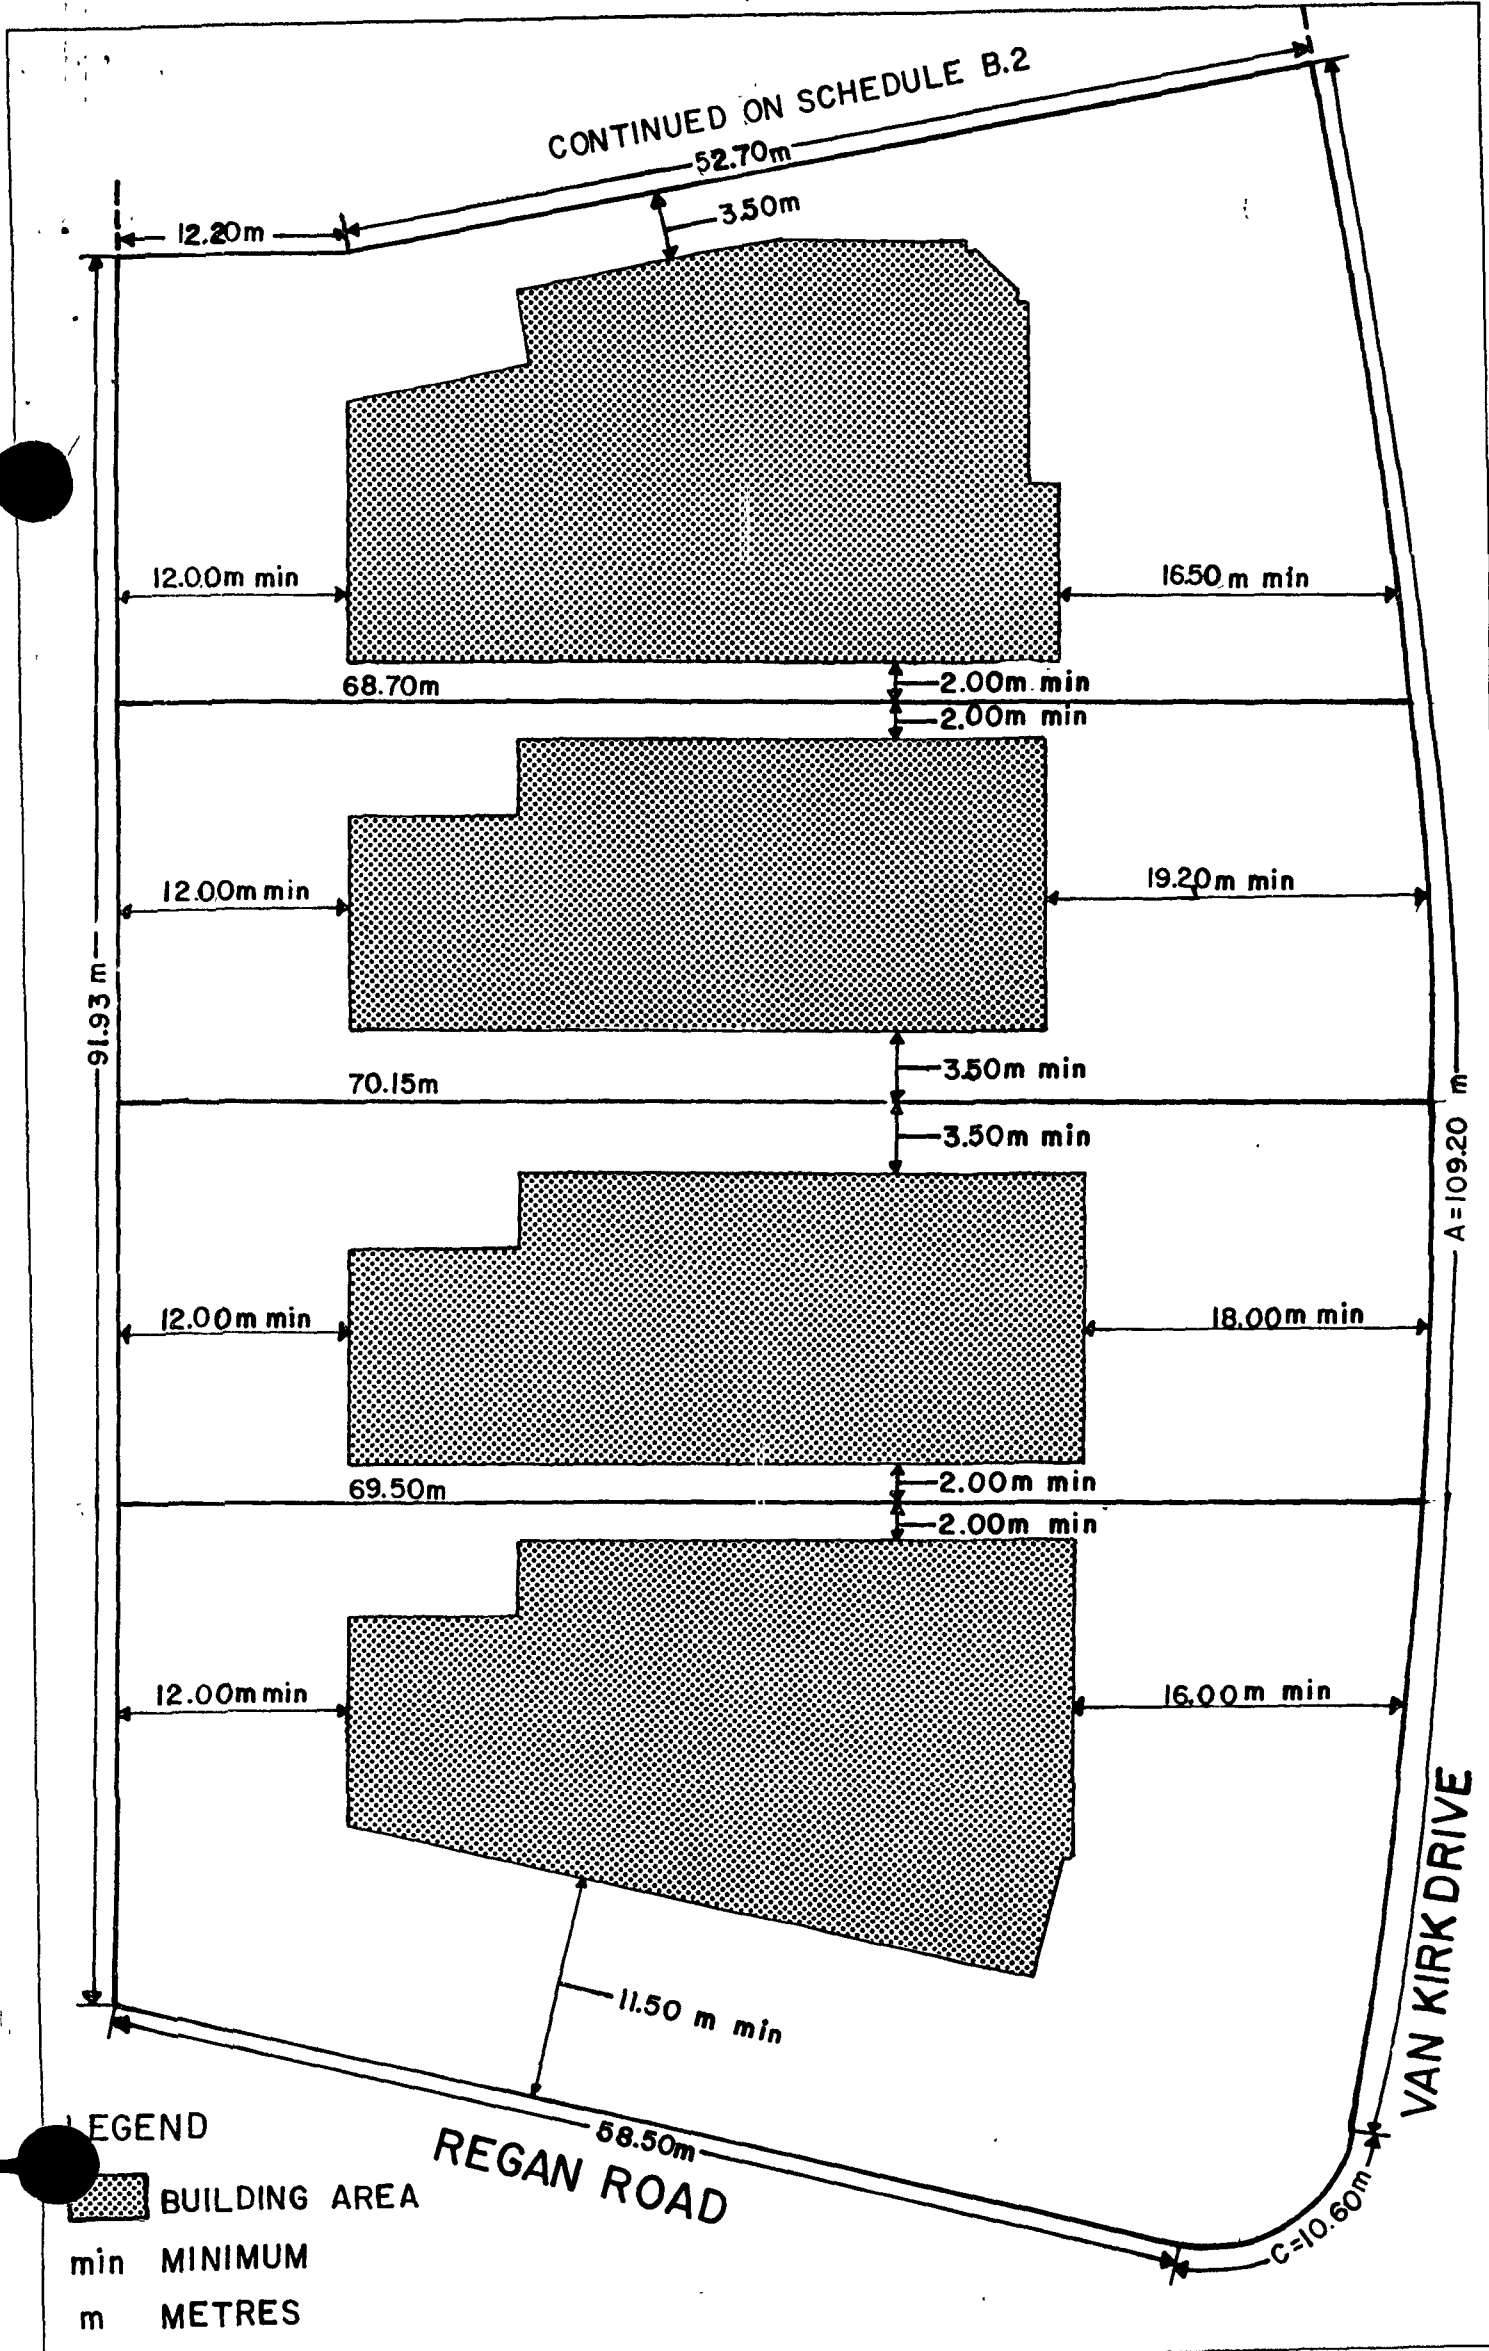 CONTINUED ON SCHEDULE B.2
52.70m
12.20m
3.50m
12.00m min
16.50 m min
68.70m
2.00m min
2.00m min
12.00m min
19.20m min
91.93 m
3.50m min
70.15m
3.50m min
A=109.20 m
12.00m min
18.00m min
69.50m
2.00m min
2.00m min
12.00m min
16.00m min
VAN KIRK DRIVE
11.50 m min
58.50m
REGAN ROAD
C=10.60m
LEGEND
BUILDING AREA
min MINIMUM
m METRES